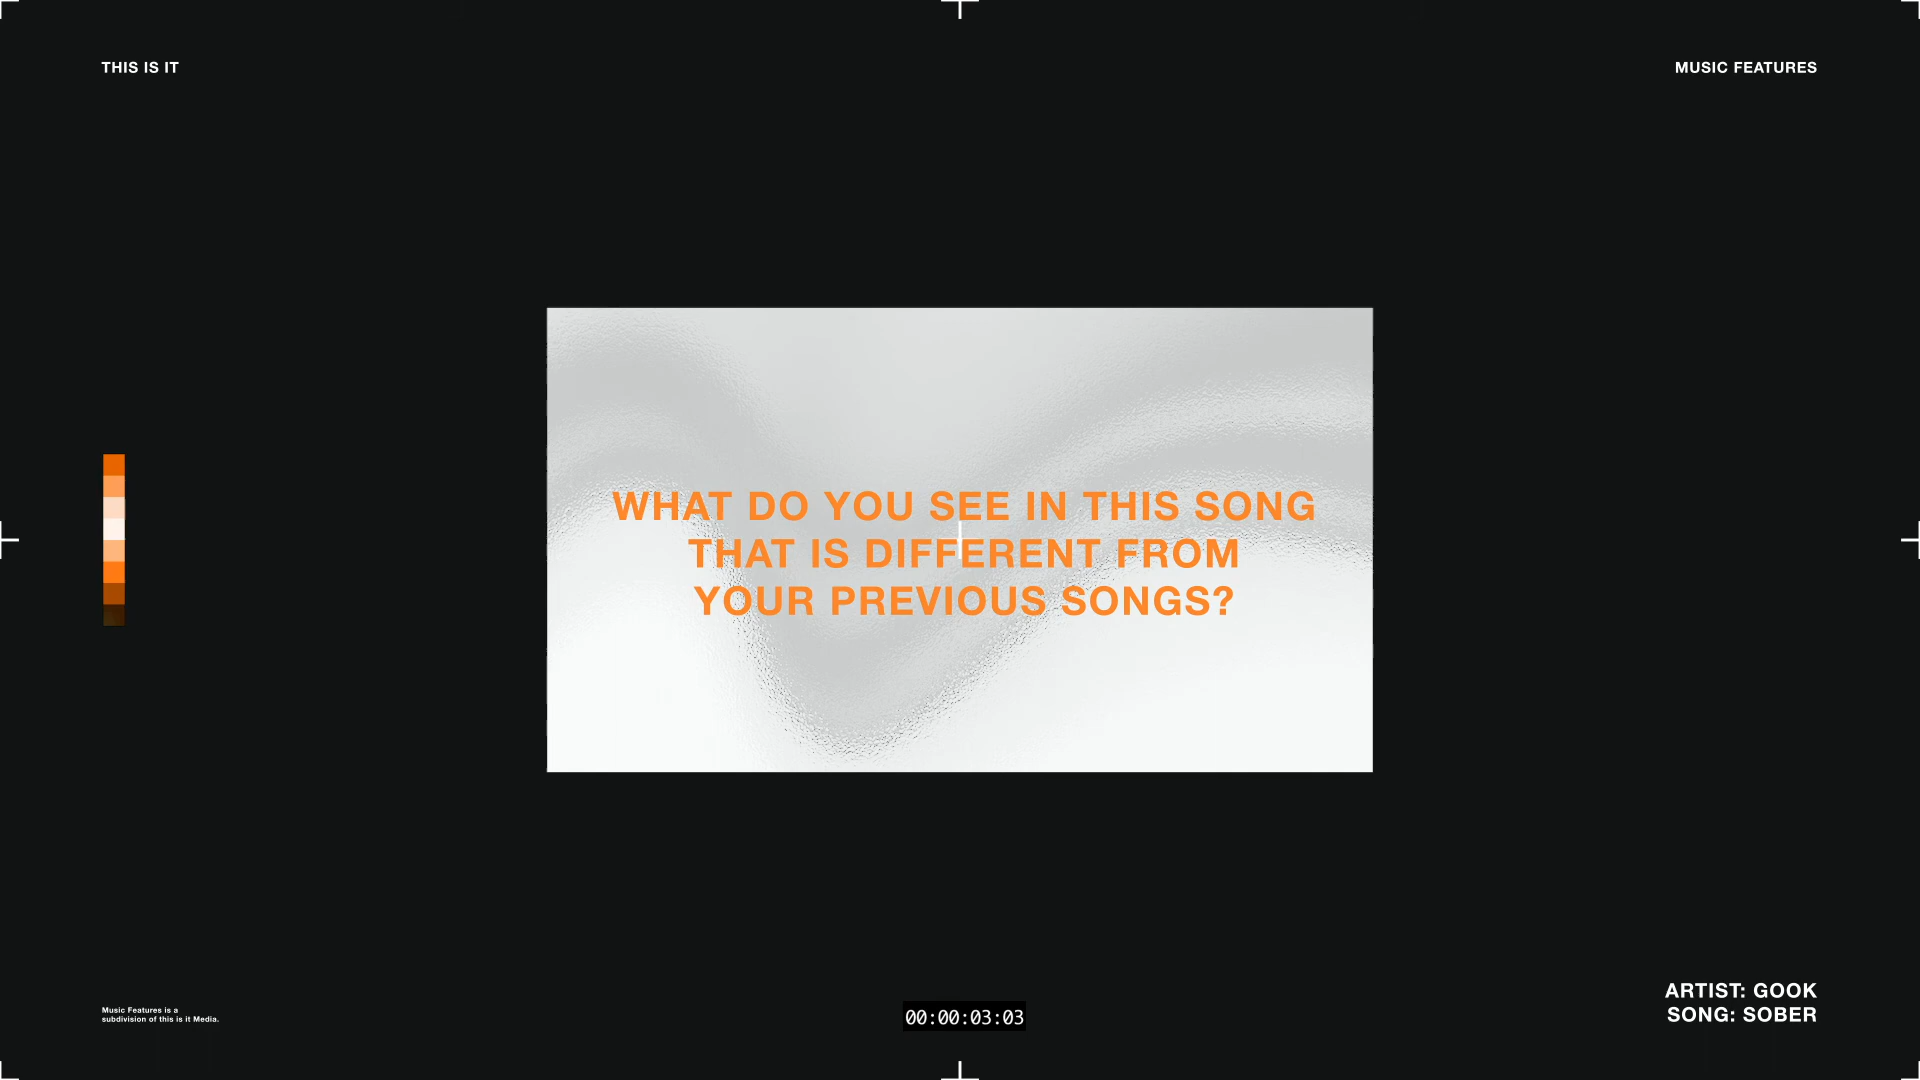 THIS IS IT
MUSIC FEATURES
WHAT DO YOU SEE IN THIS SONG
THAT IS DIFFERENT FROM
YOUR PREVIOUS SONGS?
Music Features is a
subdivision of this is it Media.
00:00:03:03
ARTIST: GOOK
SONG: SOBER